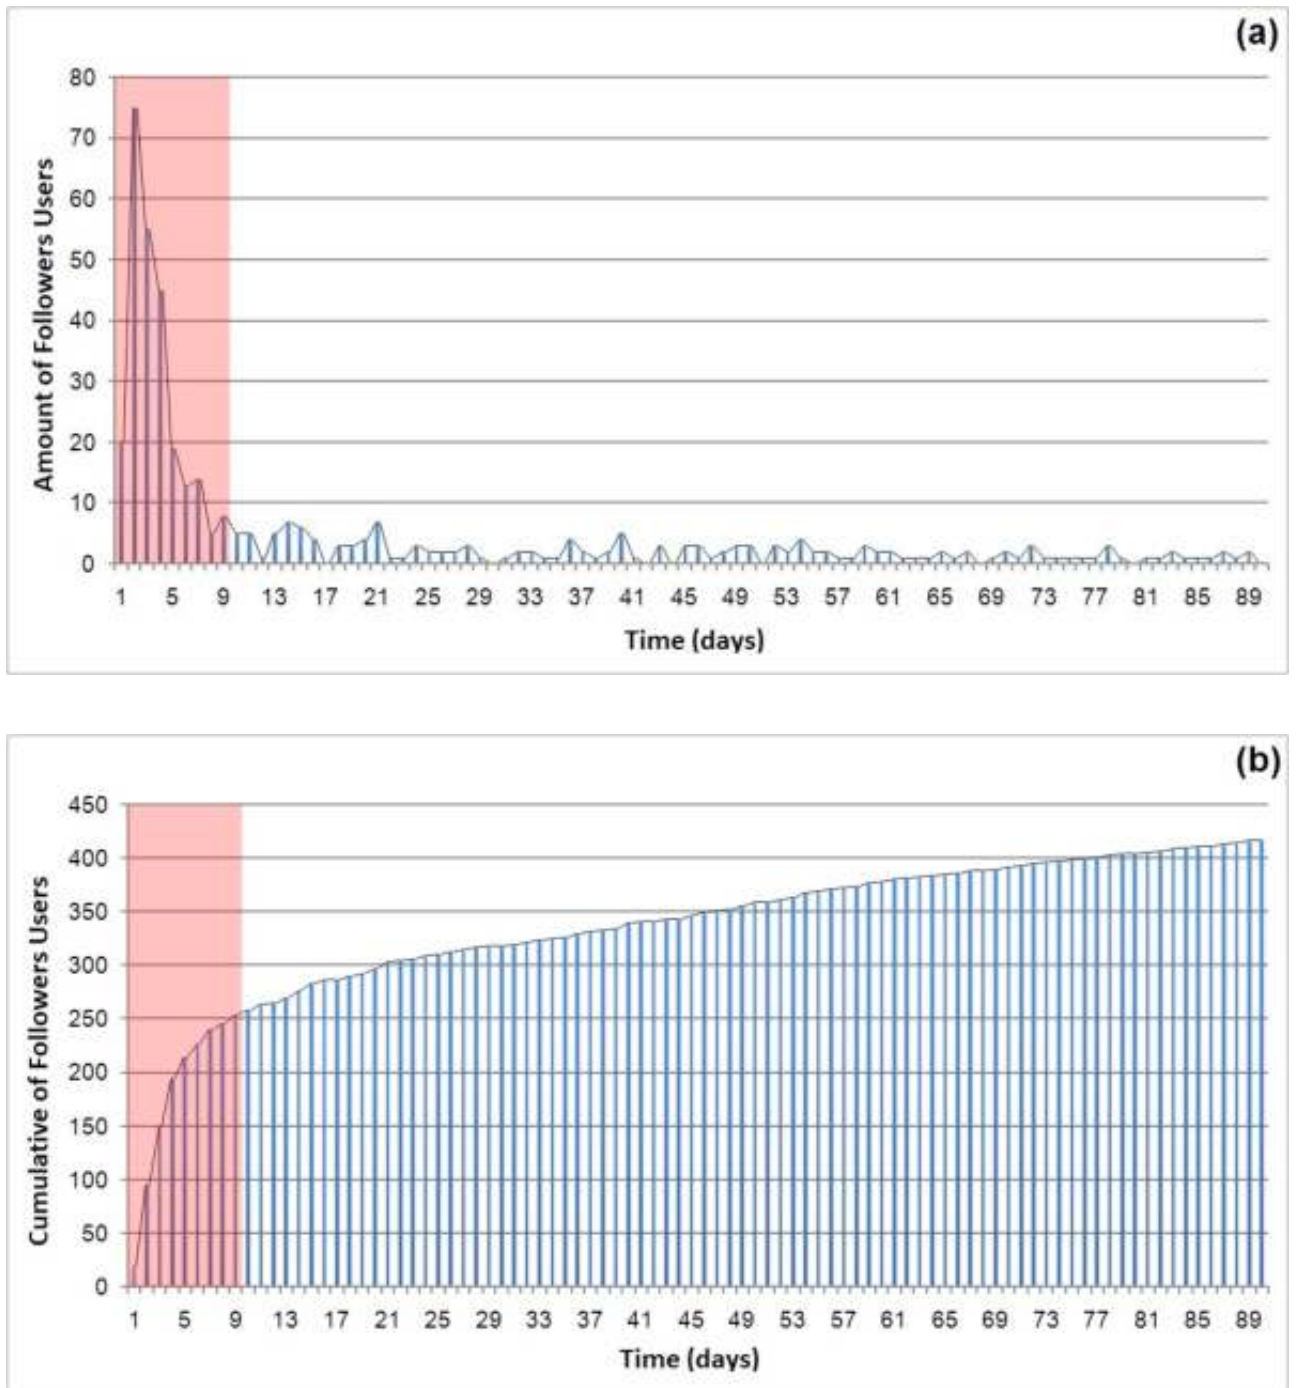 (a)
80
70
60
50
40
30
20
10
0
Amount of Followers Users
1 5 9 13 17 21 25 29 33 37 41 45 49 53 57 61 65 69 73 77 81 85 89
Time (days)
(b)
450
400
350
300
250
200
150
100
50
0
Cumulative of Followers Users
1 5 9 13 17 21 25 29 33 37 41 45 49 53 57 61 65 69 73 77 81 85 89
Time (days)